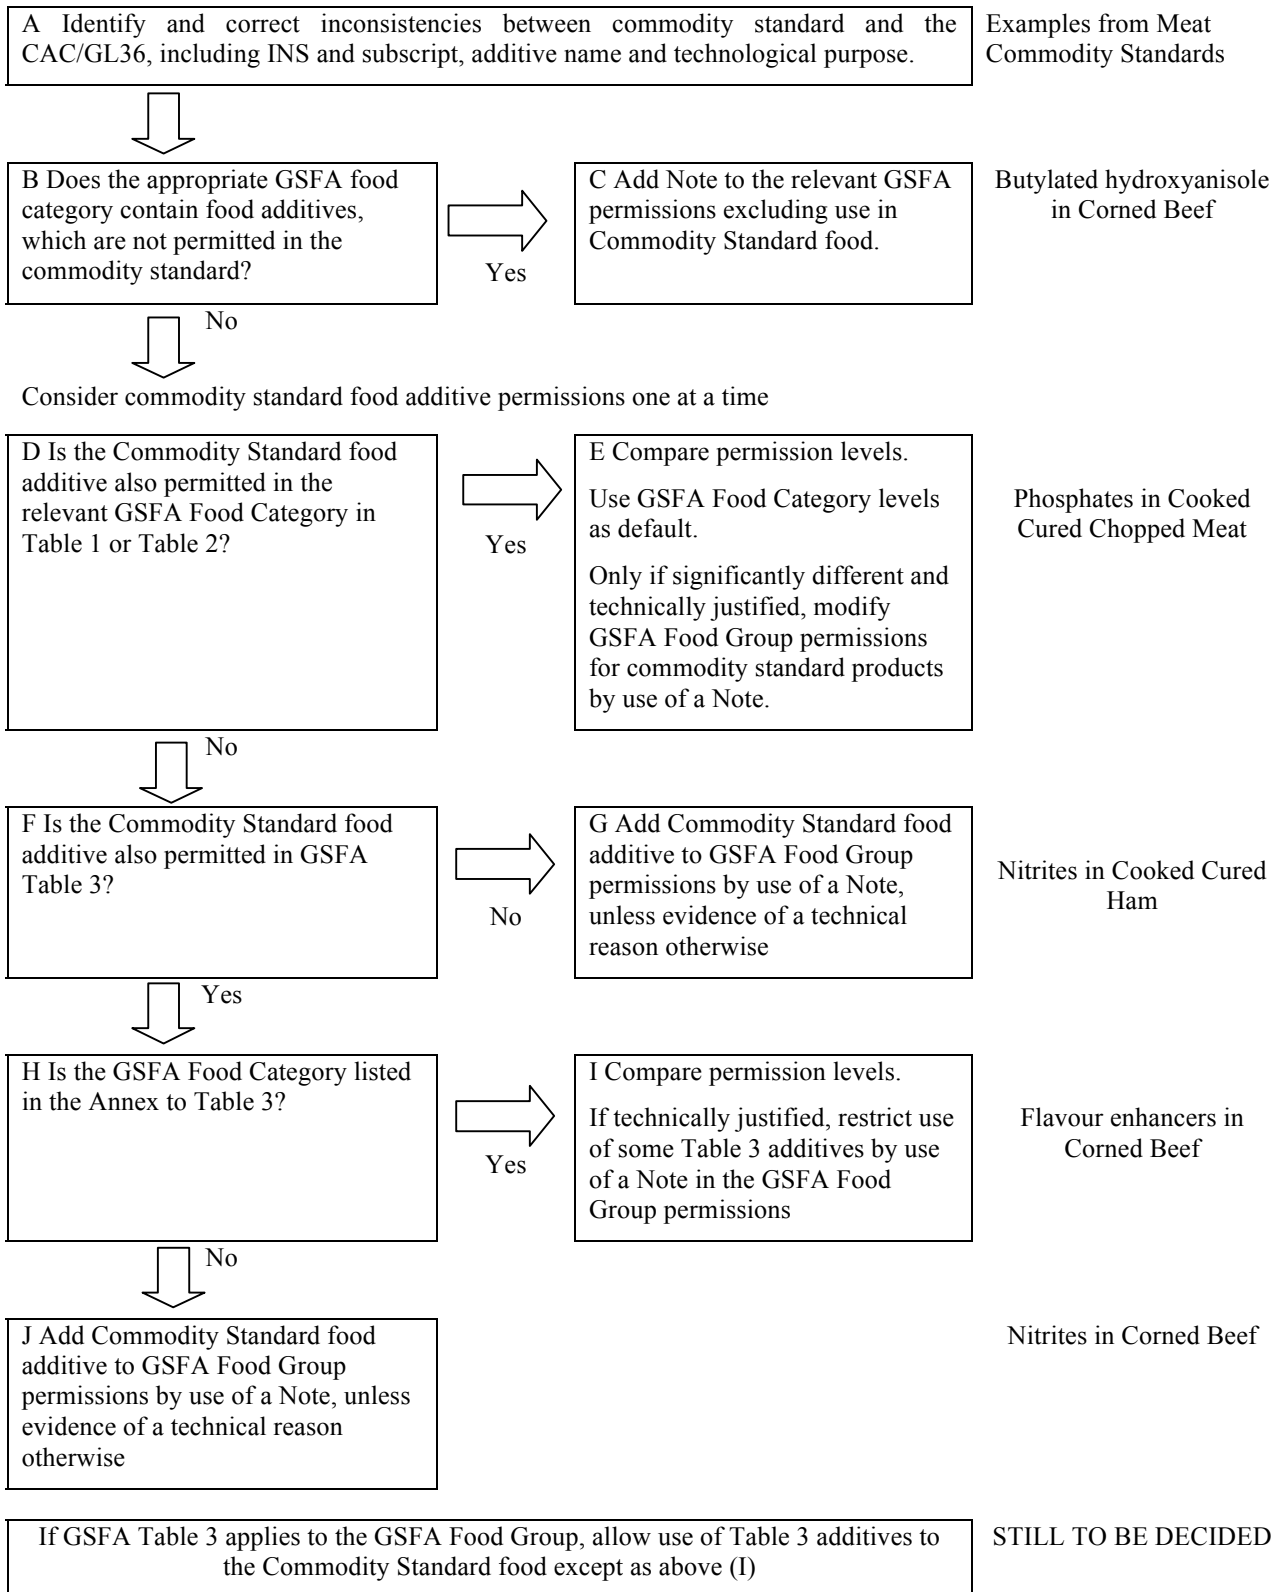 A Identify and correct inconsistencies between commodity standard and the
CAC/GL36, including INS and subscript, additive name and technological purpose.
Examples from Meat
Commodity Standards
B Does the appropriate GSFA food
category contain food additives,
which are not permitted in the
commodity standard?
Yes
C Add Note to the relevant GSFA
permissions excluding use in
Commodity Standard food.
Butylated hydroxyanisole
in Corned Beef
No
Consider commodity standard food additive permissions one at a time
D Is the Commodity Standard food
additive also permitted in the
relevant GSFA Food Category in
Table 1 or Table 2?
Yes
E Compare permission levels.
Use GSFA Food Category levels
as default.
Only if significantly different and
technically justified, modify
GSFA Food Group permissions
for commodity standard products
by use of a Note.
Phosphates in Cooked
Cured Chopped Meat
No
F Is the Commodity Standard food
additive also permitted in GSFA
Table 3?
No
G Add Commodity Standard food
additive to GSFA Food Group
permissions by use of a Note,
unless evidence of a technical
reason otherwise
Nitrites in Cooked Cured
Ham
Yes
H Is the GSFA Food Category listed
in the Annex to Table 3?
Yes
I Compare permission levels.
If technically justified, restrict use
of some Table 3 additives by use
of a Note in the GSFA Food
Group permissions
Flavour enhancers in
Corned Beef
No
J Add Commodity Standard food
additive to GSFA Food Group
permissions by use of a Note, unless
evidence of a technical reason
otherwise
Nitrites in Corned Beef
If GSFA Table 3 applies to the GSFA Food Group, allow use of Table 3 additives to
the Commodity Standard food except as above (I)
STILL TO BE DECIDED